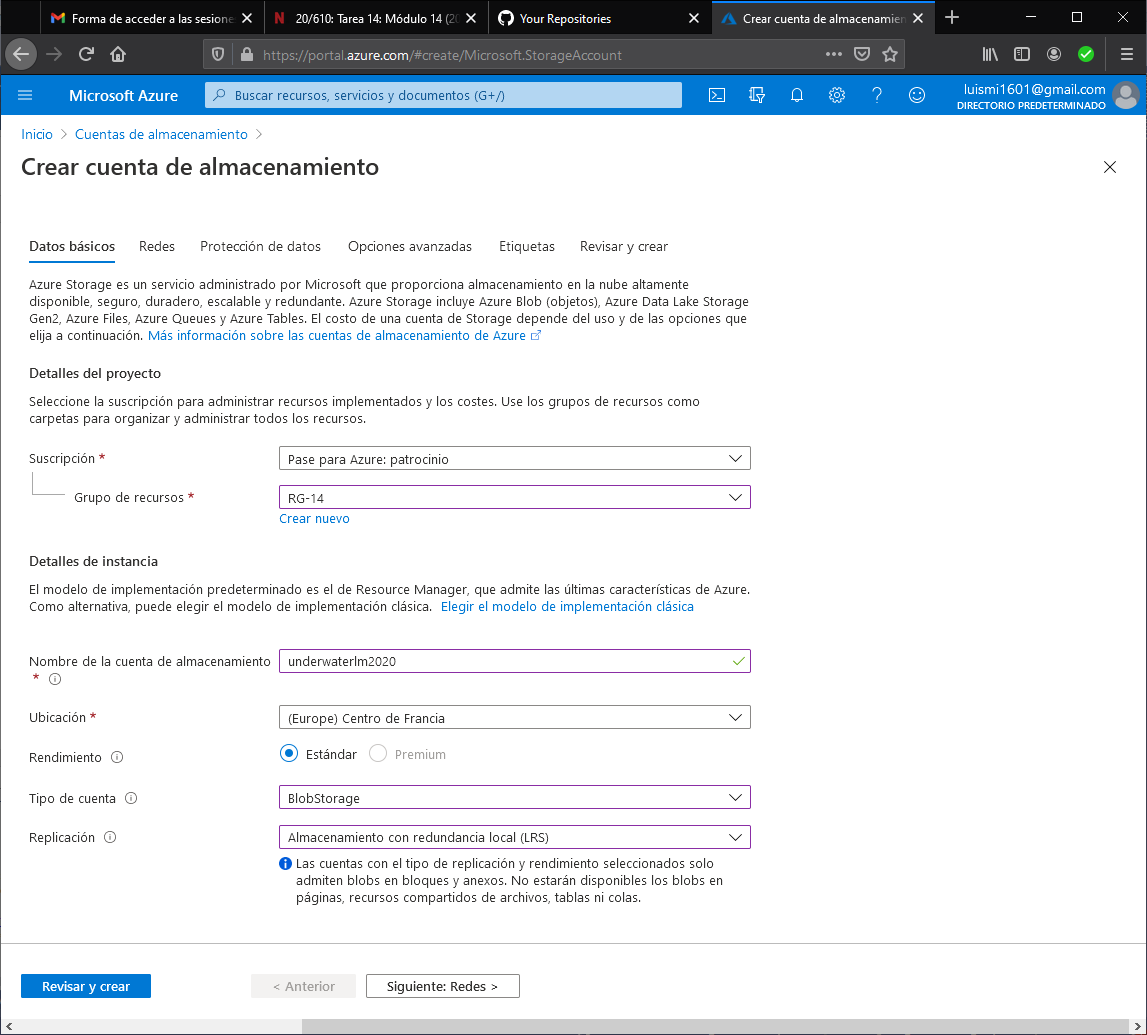 Forma de acceder a las sesione
20/610: Tarea 14: Módulo 14 (20
Your Repositories
Crear cuenta de almacenamien
https://portal.azure.com/#create/Microsoft.StorageAccount
Microsoft Azure
Buscar recursos, servicios y documentos (G+/)
luismi1601@gmail.com
DIRECTORIO PREDETERMINADO
Inicio > Cuentas de almacenamiento >
Crear cuenta de almacenamiento
Datos básicos Redes Protección de datos Opciones avanzadas Etiquetas Revisar y crear
Azure Storage es un servicio administrado por Microsoft que proporciona almacenamiento en la nube altamente
disponible, seguro, duradero, escalable y redundante. Azure Storage incluye Azure Blob (objetos), Azure Data Lake Storage
Gen2, Azure Files, Azure Queues y Azure Tables. El costo de una cuenta de Storage depende del uso y de las opciones que
elija a continuación. Más información sobre las cuentas de almacenamiento de Azure
Detalles del proyecto
Seleccione la suscripción para administrar recursos implementados y los costes. Use los grupos de recursos como
carpetas para organizar y administrar todos los recursos.
Suscripción * Pase para Azure: patrocinio
Grupo de recursos * RG-14
Crear nuevo
Detalles de instancia
El modelo de implementación predeterminado es el de Resource Manager, que admite las últimas características de Azure.
Como alternativa, puede elegir el modelo de implementación clásica. Elegir el modelo de implementación clásica
Nombre de la cuenta de almacenamiento * underwaterlm2020
Ubicación * (Europe) Centro de Francia
Rendimiento Estándar Premium
Tipo de cuenta BlobStorage
Replicación Almacenamiento con redundancia local (LRS)
Las cuentas con el tipo de replicación y rendimiento seleccionados solo
admiten blobs en bloques y anexos. No estarán disponibles los blobs en
páginas, recursos compartidos de archivo, tablas ni colas.
Revisar y crear < Anterior Siguiente: Redes >